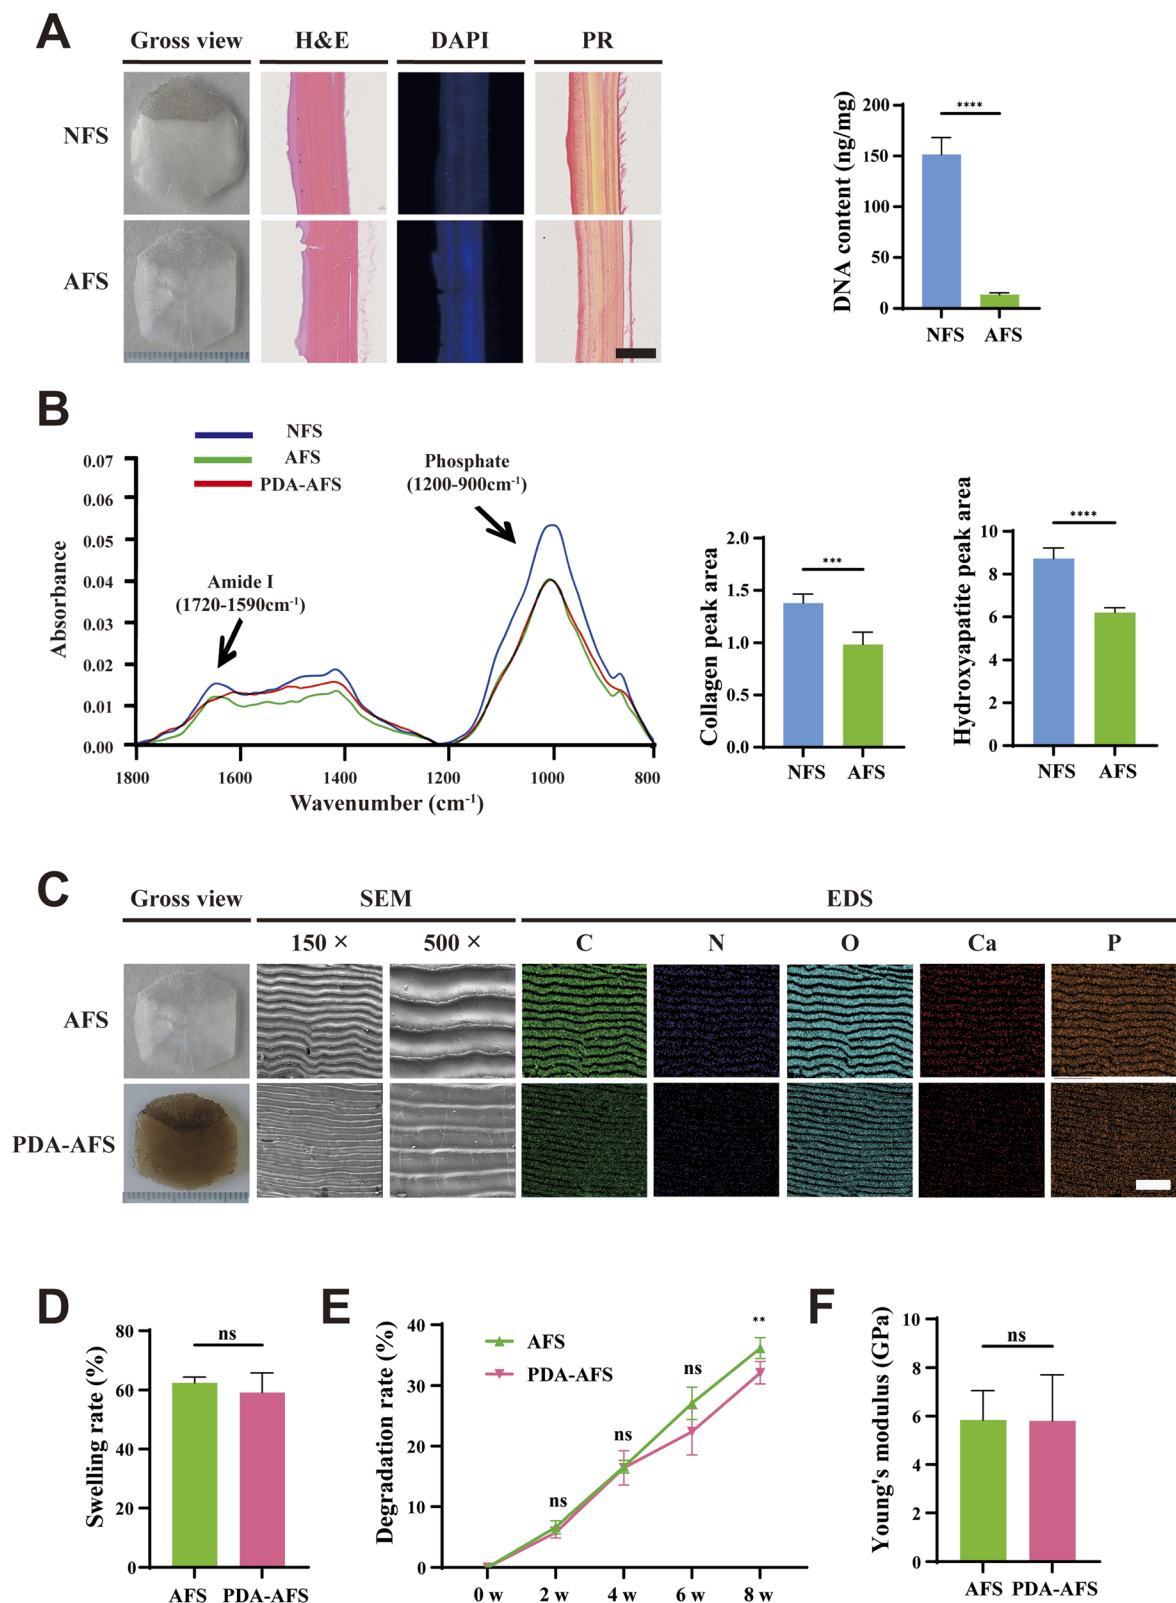 A
Gross view
H&E
DAPI
PR
NFS
AFS
DNA content (ng/mg)
200
150
100
50
0
****
NFS
AFS
B
NFS
AFS
PDA-AFS
Absorbance
0.07
0.06
0.05
0.04
0.03
0.02
0.01
0.00
Amide I
(1720-1590cm-1)
Phosphate
(1200-900cm-1)
1800
1600
1400
1200
1000
800
Wavenumber (cm-1)
Collagen peak area
2.0
1.5
1.0
0.5
0.0
***
NFS
AFS
Hydroxyapatite peak area
10
8
6
4
2
0
****
NFS
AFS
C
Gross view
SEM
EDS
150 ×
500 ×
C
N
O
Ca
P
AFS
PDA-AFS
D
Swelling rate (%)
80
60
40
20
0
ns
AFS
PDA-AFS
E
Degradation rate (%)
40
30
20
10
0
AFS
PDA-AFS
ns
ns
ns
**
0 w
2 w
4 w
6 w
8 w
F
Young's modulus (GPa)
10
8
6
4
2
0
ns
AFS
PDA-AFS